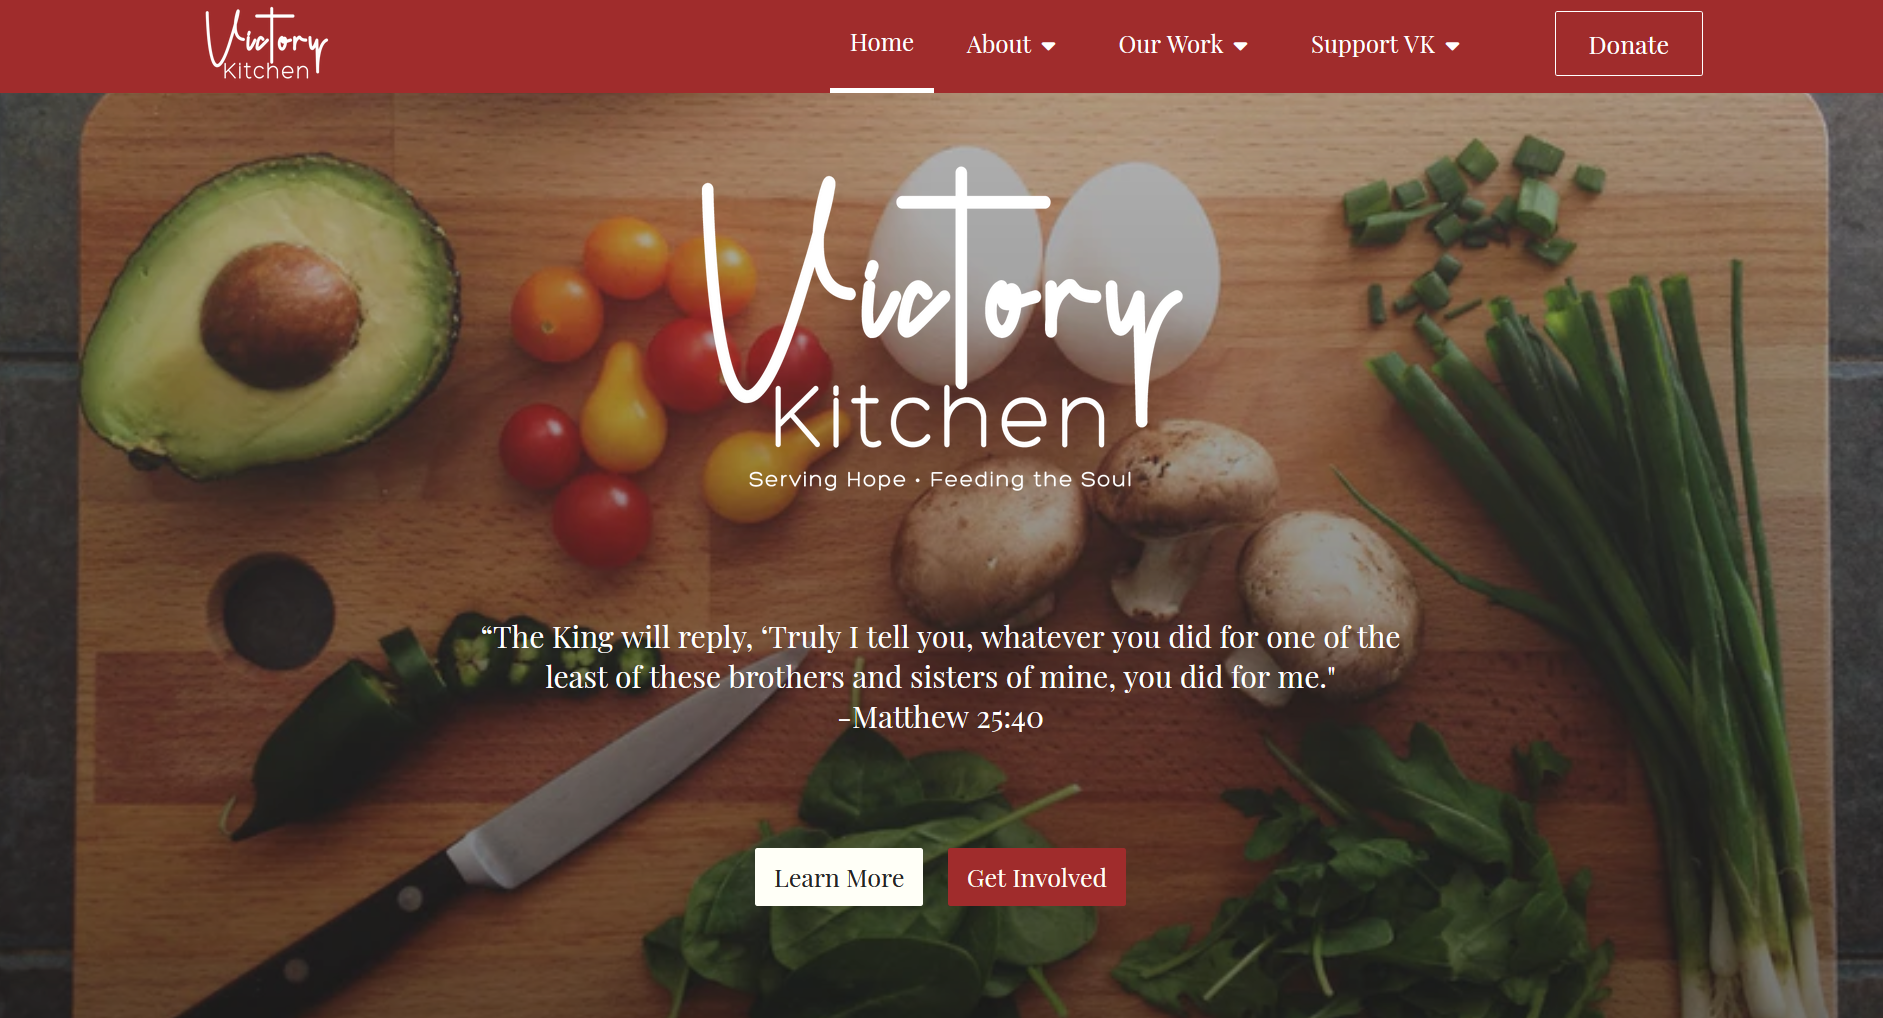 Victory
Kitchen
Home
About
Our Work
Support VK
Donate
Victory
Kitchen
Serving Hope • Feeding the Soul
“The King will reply, ‘Truly I tell you, whatever you did for one of the
least of these brothers and sisters of mine, you did for me."
-Matthew 25:40
Learn More
Get Involved